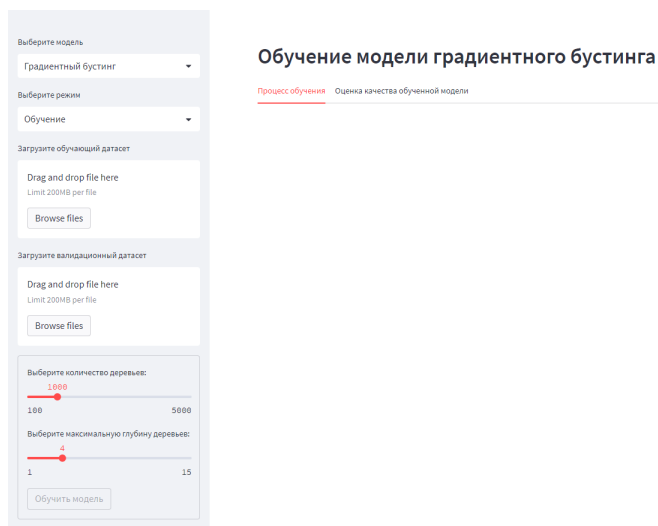 Выберите модель
Градиентный бустинг
Выберите режим
Обучение
Загрузите обучающий датасет
Drag and drop file here
Limit 200MB per file
Browse files
Загрузите валидационный датасет
Drag and drop file here
Limit 200MB per file
Browse files
Выберите количество деревьев:
1000
100 5000
Выберите максимальную глубину деревьев:
4
1 15
Обучить модель
Обучение модели градиентного бустинга
Процесс обучения Оценка качества обученной модели